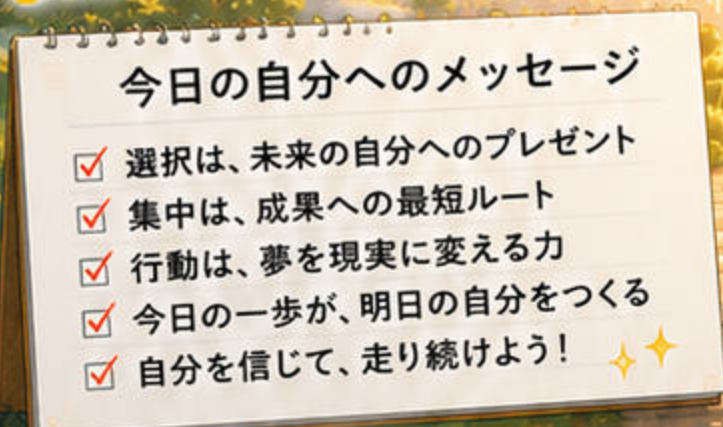 今日の自分へのメッセージ
選択は、未来の自分へのプレゼント
集中は、成果への最短ルート
行動は、夢を現実に変える力
今日の一歩が、明日の自分をつくる
自分を信じて、走り続けよう！